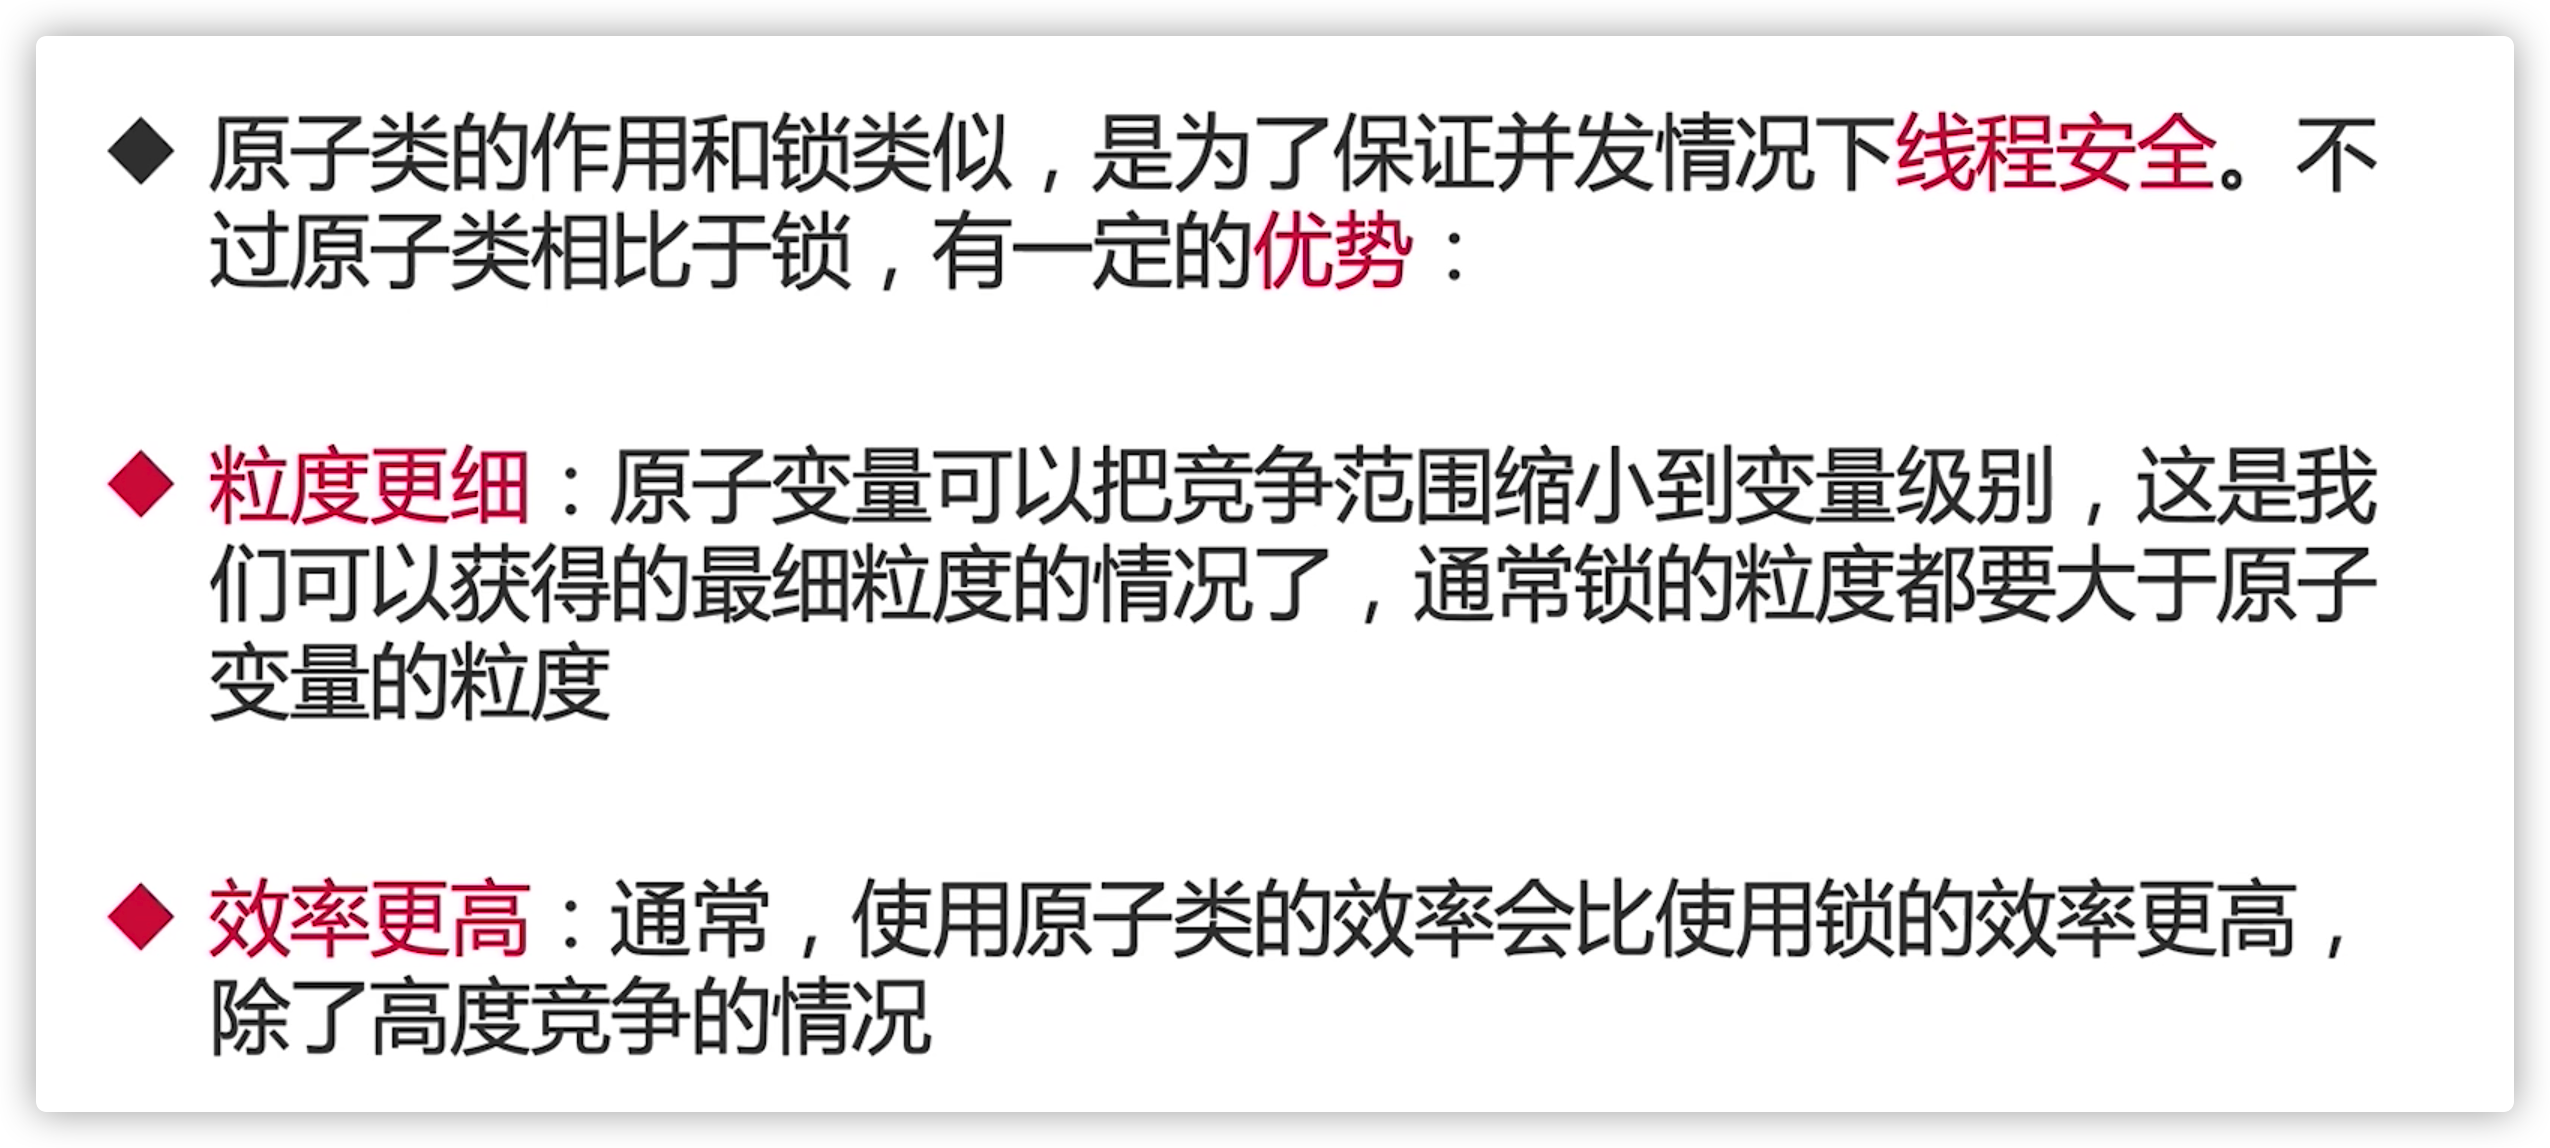 ◆ 原子类的作用和锁类似，是为了保证并发情况下线程安全。不
过原子类相比于锁，有一定的优势：
◆ 粒度更细：原子变量可以把竞争范围缩小到变量级别，这是我
们可以获得的最细粒度的情况了，通常锁的粒度都要大于原子
变量的粒度
◆ 效率更高：通常，使用原子类的效率会比使用锁的效率更高，
除了高度竞争的情况